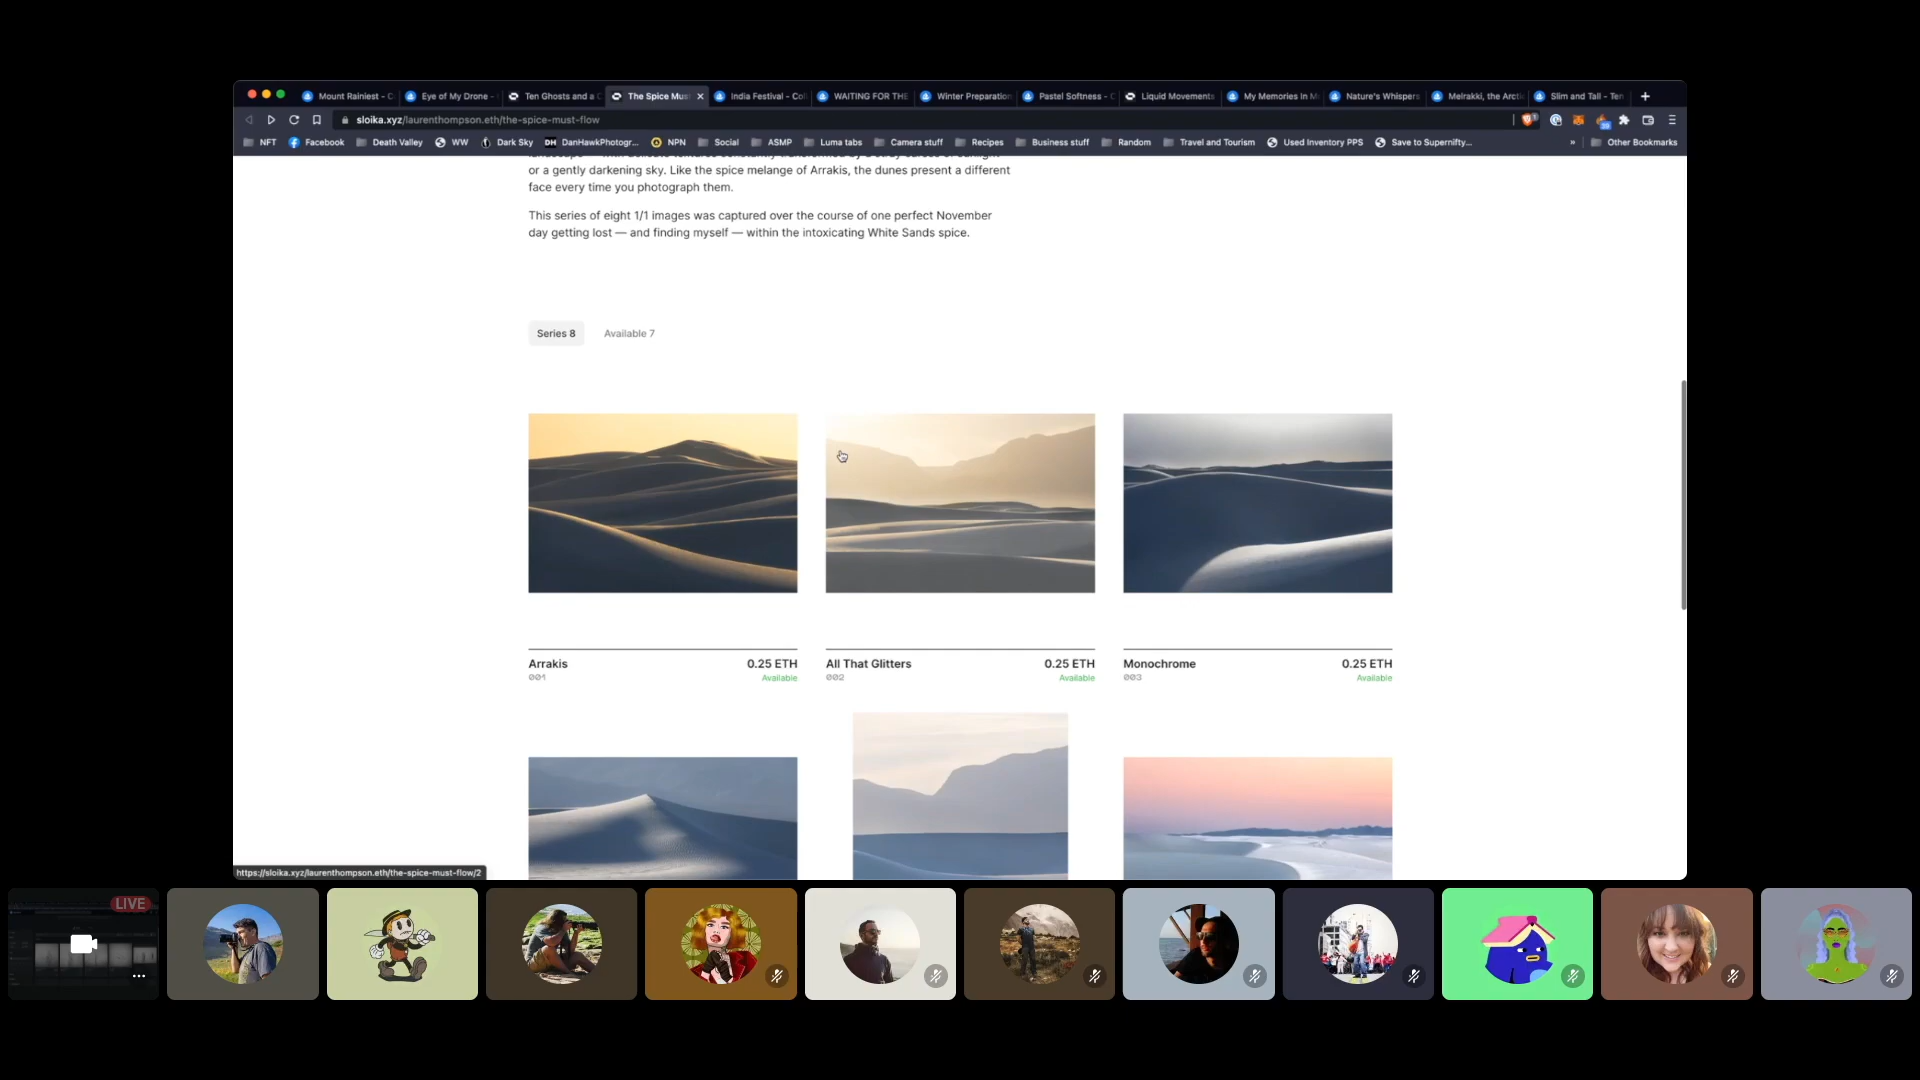 Mount Rainiest - C
Eye of My Drone -
Ten Ghosts and a C
The Spice Mus
India Festival - Col
WAITING FOR THE
Winter Preparation
Pastel Softness - C
Liquid Movements
My Memories In M
Nature's Whispers
Melrakki, the Arcti
Slim and Tall - Ten
sloika.xyz/laurenthompson.eth/the-spice-must-flow
NFT
Facebook
Death Valley
WW
Dark Sky
DH DanHawkPhotogr...
NPN
Social
ASMP
Luma tabs
Camera stuff
Recipes
Business stuff
Random
Travel and Tourism
Used Inventory PPS
Save to Supernifty...
»
Other Bookmarks
or a gently darkening sky. Like the spice melange of Arrakis, the dunes present a different
face every time you photograph them.
This series of eight 1/1 images was captured over the course of one perfect November
day getting lost — and finding myself — within the intoxicating White Sands spice.
Series 8
Available 7
Arrakis 0.25 ETH
001 Available
All That Glitters 0.25 ETH
002 Available
Monochrome 0.25 ETH
003 Available
https://sloika.xyz/laurenthompson.eth/the-spice-must-flow/2
LIVE